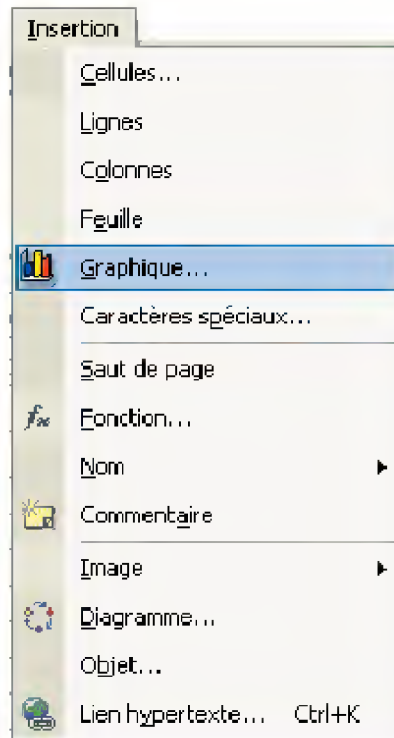 Insertion
Cellules...
Lignes
Colonnes
Feuille
Graphique...
Caractères spéciaux...
Saut de page
fx Fonction...
Nom
Commentaire
Image
Diagramme...
Objet...
Lien hypertexte... Ctrl+K